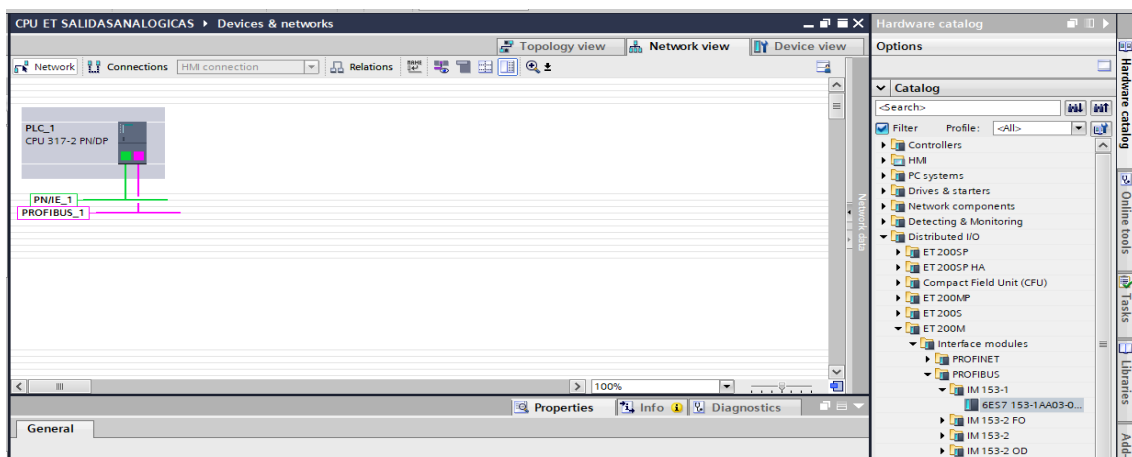 CPU ET SALIDASANALOGICAS ▸ Devices & networks
Topology view
Network view
Device view
Network
Connections
HMI connection
Relations
PLC_1
CPU 317-2 PN/DP
PN/IE_1
PROFIBUS_1
Network data
100%
Properties
Info
Diagnostics
General
Hardware catalog
Options
Catalog
<Search>
Filter
Profile:
<All>
Controllers
HMI
PC systems
Drives & starters
Network components
Detecting & Monitoring
Distributed I/O
ET 200SP
ET 200SP HA
Compact Field Unit (CFU)
ET 200MP
ET 200S
ET 200M
Interface modules
PROFINET
PROFIBUS
IM 153-1
6ES7 153-1AA03-0...
IM 153-2 FO
IM 153-2
IM 153-2 OD
Hardware catalog
Online tools
Tasks
Libraries
Add-